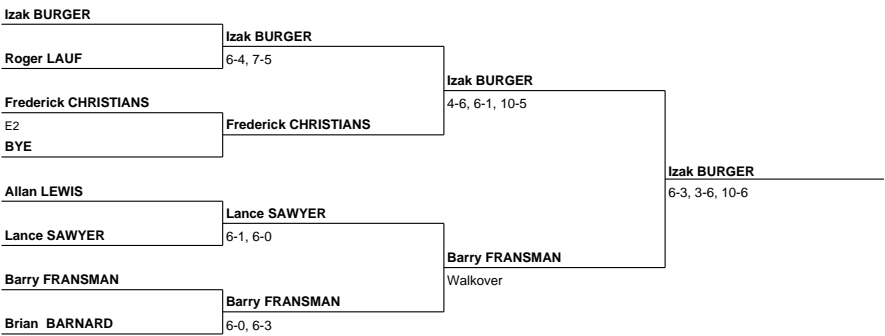 Izak BURGER
Roger LAUF
Frederick CHRISTIANS
E2
BYE
Allan LEWIS
Lance SAWYER
Barry FRANSMAN
Brian BARNARD
Izak BURGER
6-4, 7-5
Frederick CHRISTIANS
Lance SAWYER
6-1, 6-0
Barry FRANSMAN
6-0, 6-3
Izak BURGER
4-6, 6-1, 10-5
Barry FRANSMAN
Walkover
Izak BURGER
6-3, 3-6, 10-6